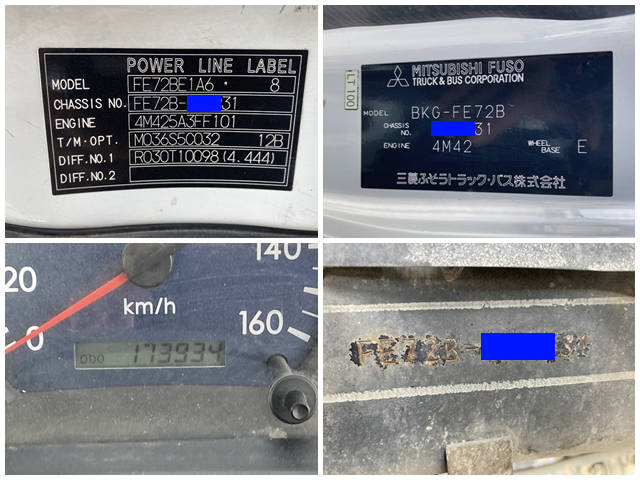 POWER LINE LABEL
MODEL FE72BE1A6 · 8
CHASSIS NO. FE72B- 31
ENGINE 4M425A3FF101
T/M·OPT. M036S50032 12B
DIFF.NO.1 R030T10098(4.444)
DIFF.NO.2
LT100
MITSUBISHI FUSO
TRUCK & BUS CORPORATION
MODEL BKG-FE72B
CHASSIS NO. 31
ENGINE 4M42 WHEEL BASE E
三菱ふそうトラック・バス株式会社
20
0
km/h
140
160
ODO 173934
FE72B- 31